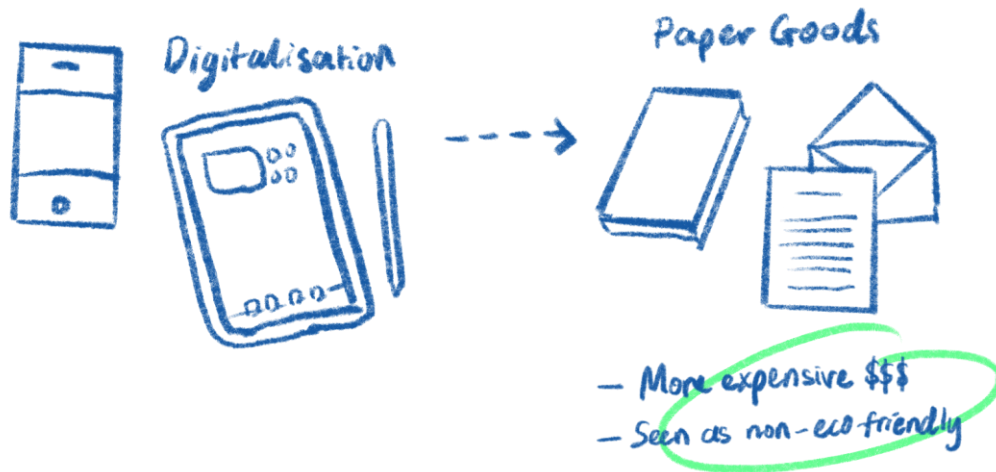 Digitalisation
Paper Goods
- More expensive $$$
- Seen as non-eco friendly